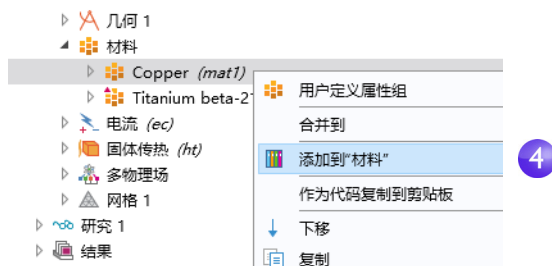 几何 1
材料
Copper (mat1)
Titanium beta-2
用户定义属性组
电流 (ec)
合并到
固体传热 (ht)
添加到“材料”
4
多物理场
网格 1
作为代码复制到剪贴板
研究 1
下移
结果
复制